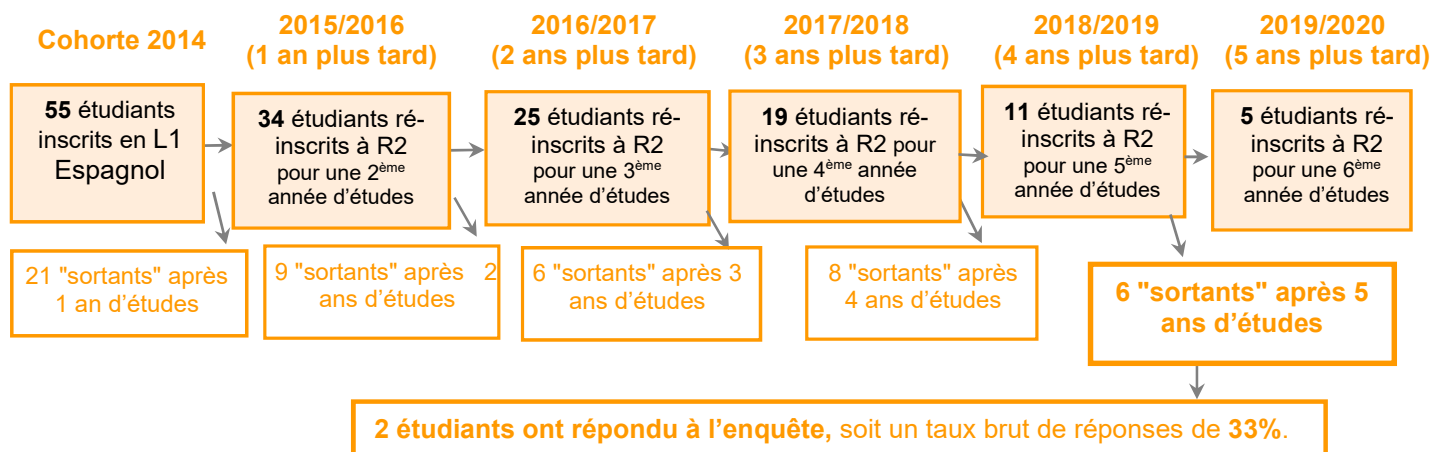 Cohorte 2014
2015/2016
(1 an plus tard)
2016/2017
(2 ans plus tard)
2017/2018
(3 ans plus tard)
2018/2019
(4 ans plus tard)
2019/2020
(5 ans plus tard)
55 étudiants
inscrits en L1
Espagnol
34 étudiants ré-
inscrits à R2
pour une 2ème
année d’études
25 étudiants ré-
inscrits à R2
pour une 3ème
année d’études
19 étudiants ré-
inscrits à R2 pour
une 4ème année
d’études
11 étudiants ré-
inscrits à R2
pour une 5ème
année d’études
5 étudiants ré-
inscrits à R2
pour une 6ème
année d’études
21 "sortants" après
1 an d’études
9 "sortants" après 2
ans d’études
6 "sortants" après 3
ans d’études
8 "sortants" après
4 ans d’études
6 "sortants" après 5
ans d’études
2 étudiants ont répondu à l’enquête, soit un taux brut de réponses de 33%.